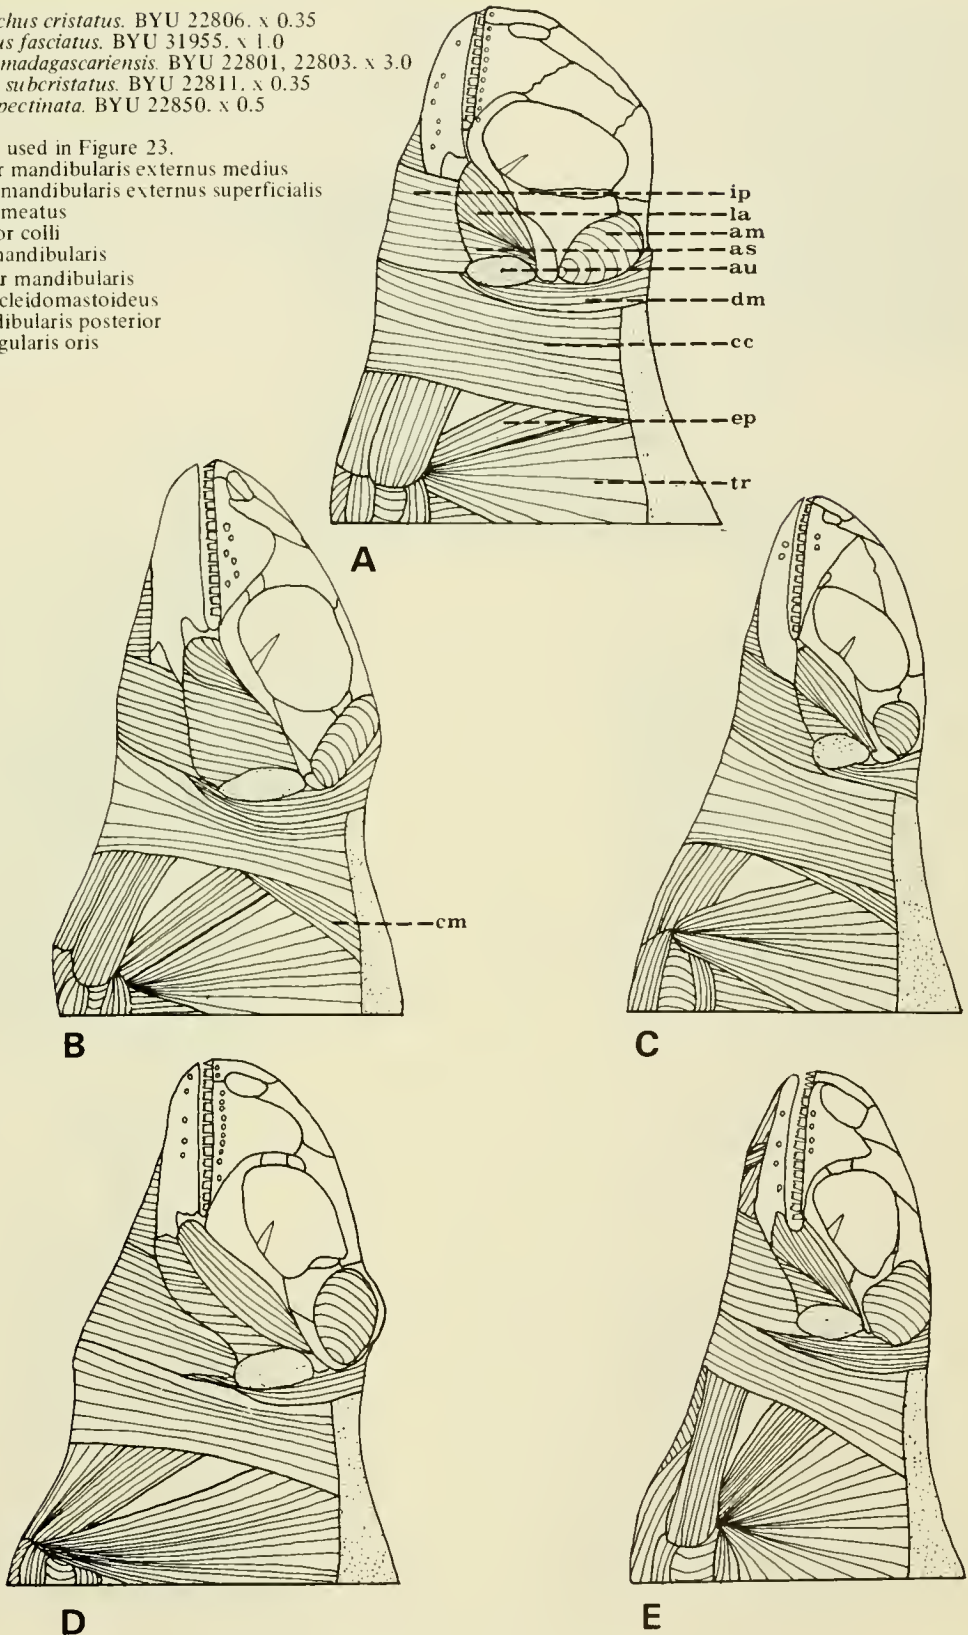 chus cristatus. BYU 22806. x 0.35
us fasciatus. BYU 31955. x 1.0
madagascariensis. BYU 22801, 22803. x 3.0
subcristatus. BYU 22811. x 0.35
pectinata. BYU 22850. x 0.5
used in Figure 23.
r mandibularis externus medius
mandibularis externus superficialis
meatus
or colli
mandibularis
r mandibularis
cleidomastoideus
dibularis posterior
gularis oris
ip
la
am
as
au
dm
cc
ep
tr
A
cm
B
C
D
E